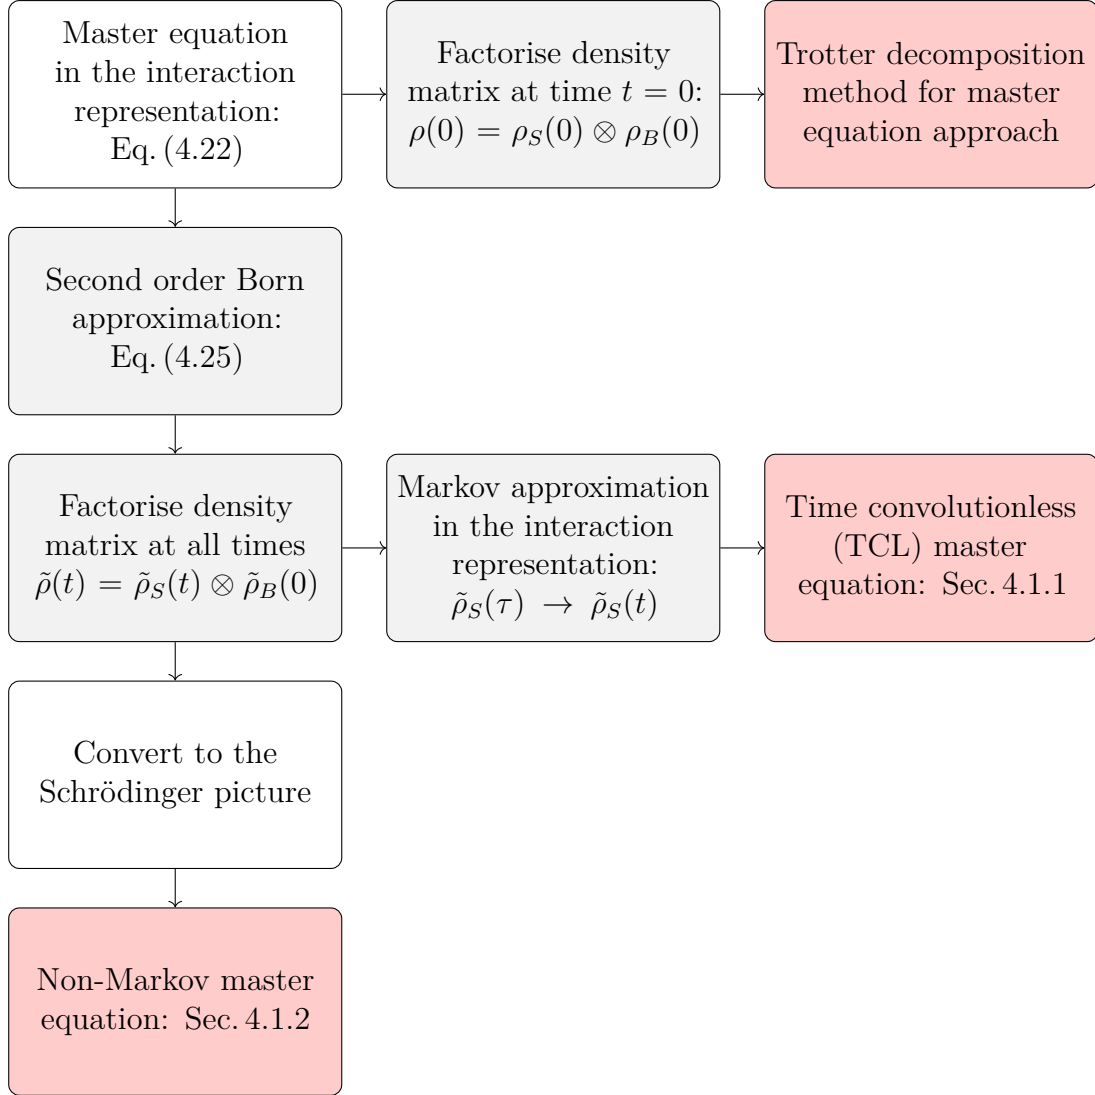 Master equation
in the interaction
representation:
Eq. (4.22)
Factorise density
matrix at time t = 0:
ρ(0) = ρ_S(0) ⊗ ρ_B(0)
Trotter decomposition
method for master
equation approach
Second order Born
approximation:
Eq. (4.25)
Factorise density
matrix at all times
ρ̃(t) = ρ̃_S(t) ⊗ ρ̃_B(0)
Markov approximation
in the interaction
representation:
ρ̃_S(τ) → ρ̃_S(t)
Time convolutionless
(TCL) master
equation: Sec. 4.1.1
Convert to the
Schrödinger picture
Non-Markov master
equation: Sec. 4.1.2